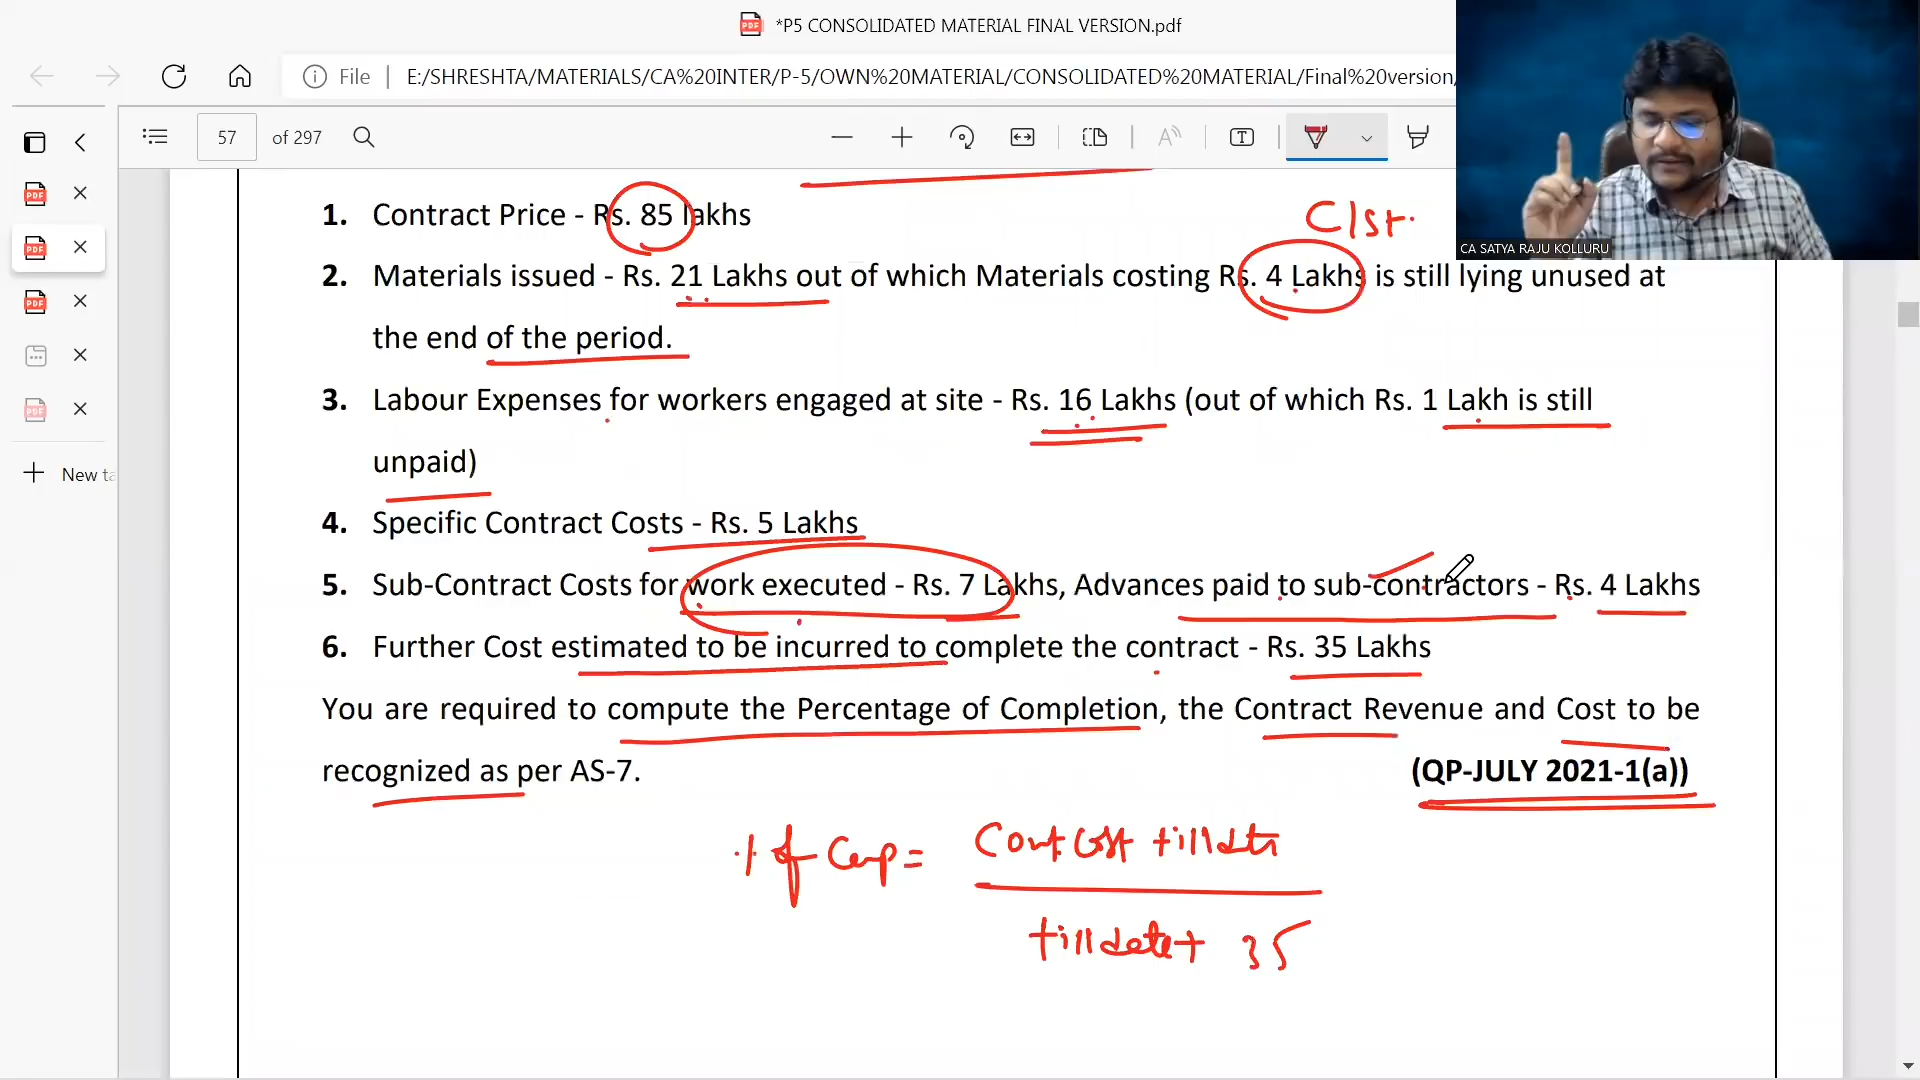 *P5 CONSOLIDATED MATERIAL FINAL VERSION.pdf
File | E:/SHRESHTA/MATERIALS/CA%20INTER/P-5/OWN%20MATERIAL/CONSOLIDATED%20MATERIAL/Final%20version/
57 of 297
New ta
CA SATYA RAJU KOLLURU
1. Contract Price - Rs. 85 lakhs
C/st.
2. Materials issued - Rs. 21 Lakhs out of which Materials costing Rs. 4 Lakhs is still lying unused at
the end of the period.
3. Labour Expenses for workers engaged at site - Rs. 16 Lakhs (out of which Rs. 1 Lakh is still
unpaid)
4. Specific Contract Costs - Rs. 5 Lakhs
5. Sub-Contract Costs for work executed - Rs. 7 Lakhs, Advances paid to sub-contractors - Rs. 4 Lakhs
6. Further Cost estimated to be incurred to complete the contract - Rs. 35 Lakhs
You are required to compute the Percentage of Completion, the Contract Revenue and Cost to be
recognized as per AS-7. (QP-JULY 2021-1(a))
% of Comp = Cont Cost till date
till date + 35